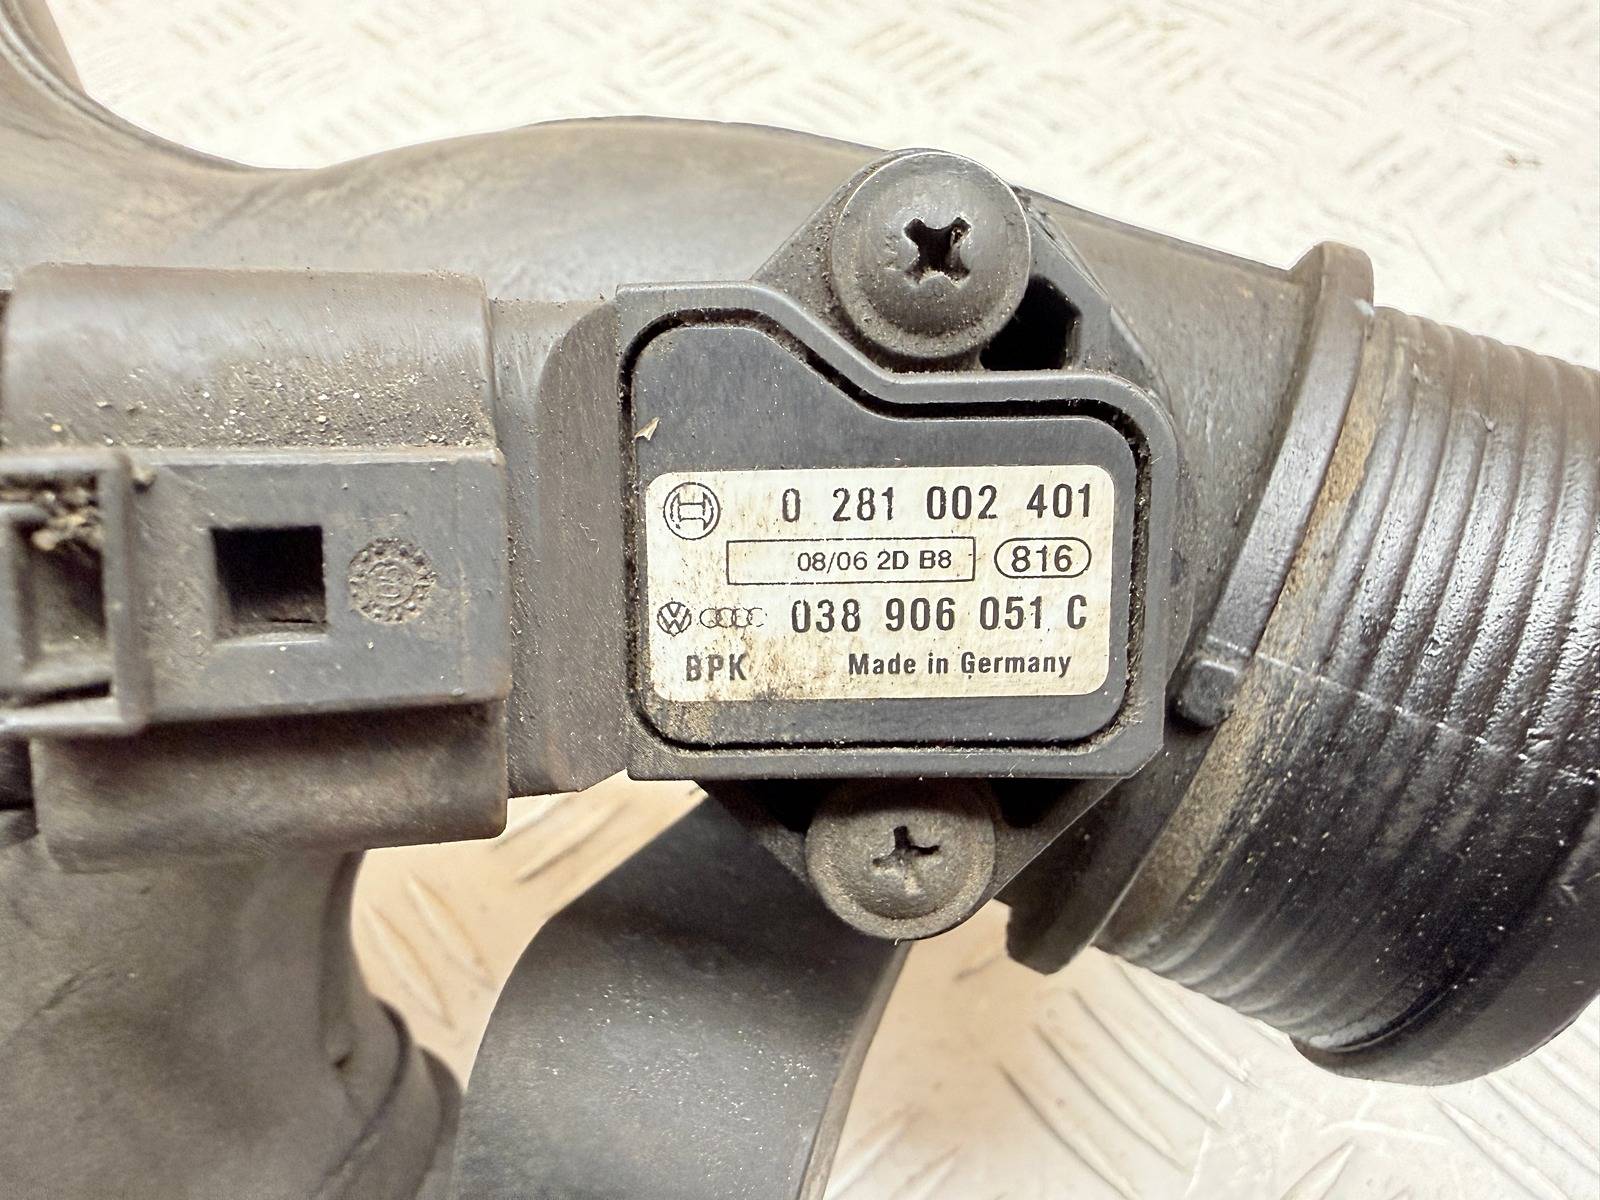 0 281 002 401
08/06 2D B8 816
038 906 051 C
BPK Made in Germany